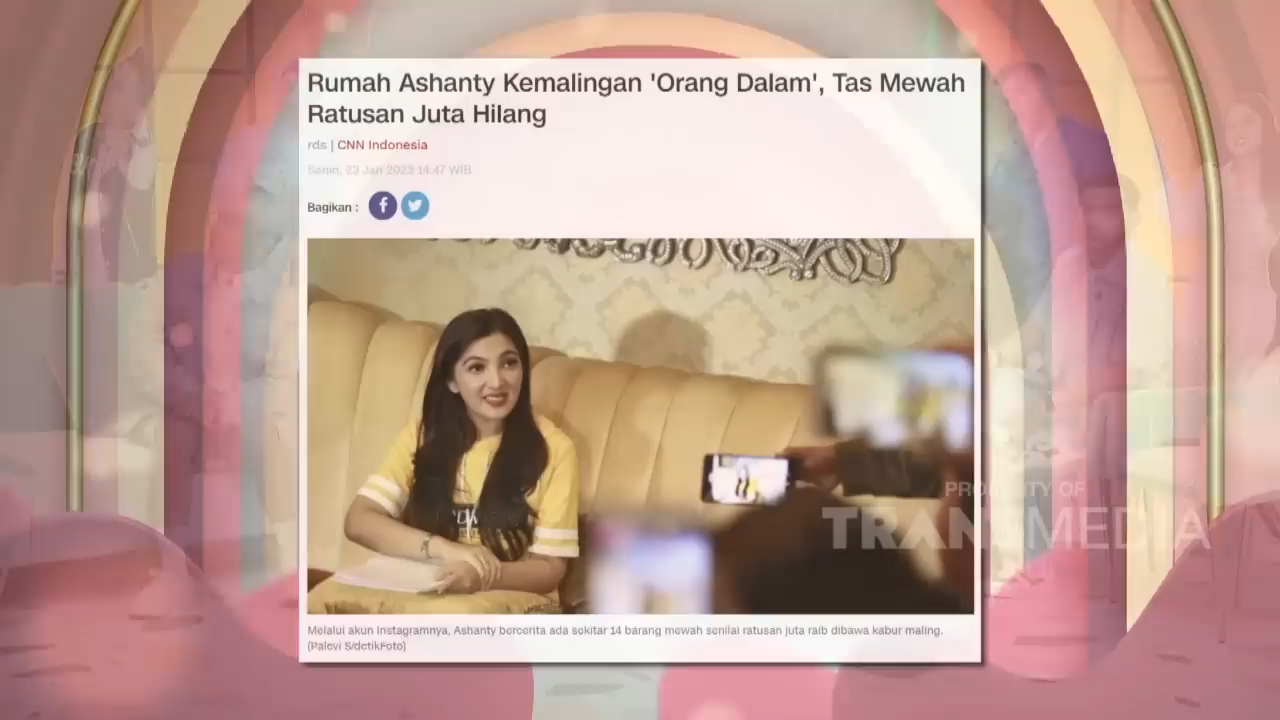 Rumah Ashanty Kemalingan 'Orang Dalam', Tas Mewah
Ratusan Juta Hilang
rds | CNN Indonesia
Senin, 23 Jan 2023 14:47 WIB
Bagikan :
Melalui akun Instagramnya, Ashanty bercerita ada sekitar 14 barang mewah senilai ratusan juta raib dibawa kabur maling.
(Palevi S/detikFoto)
PROPERTY OF
TRANSMEDIA